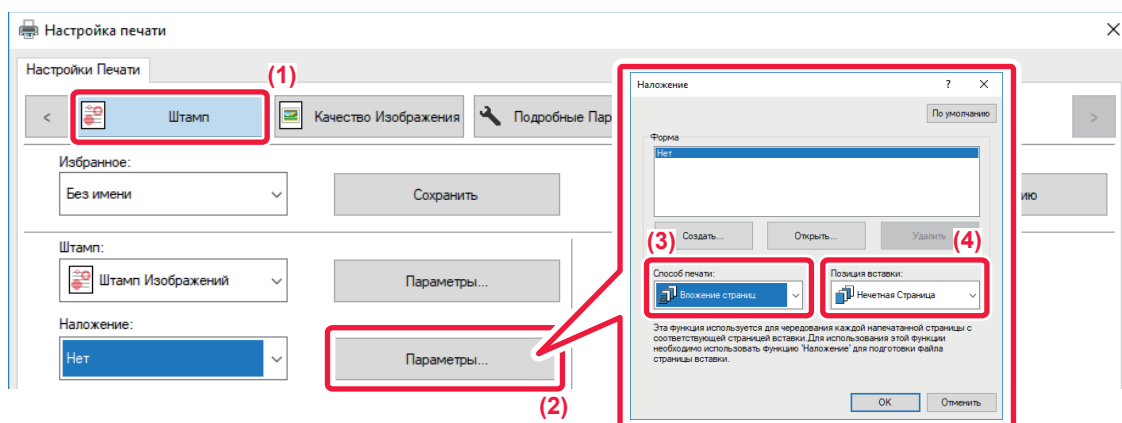 Настройка печати
Настройки Печати
(1)
<
Штамп
Качество Изображения
Подробные Пар
>
Избранное:
Без имени
Сохранить
ию
Штамп:
Штамп Изображений
Параметры...
Наложение:
Нет
Параметры...
(2)
Наложение
?
По умолчанию
Форма
Нет
Создать...
Открыть...
Удалить
(3)
(4)
Способ печати:
Вложение страниц
Позиция вставки:
Нечетная Страница
Эта функция используется для чередования каждой напечатанной страницы с
соответствующей страницей вставки.Для использования этой функции
необходимо использовать функцию 'Наложение' для подготовки файла
страницы вставки.
OK
Отменить